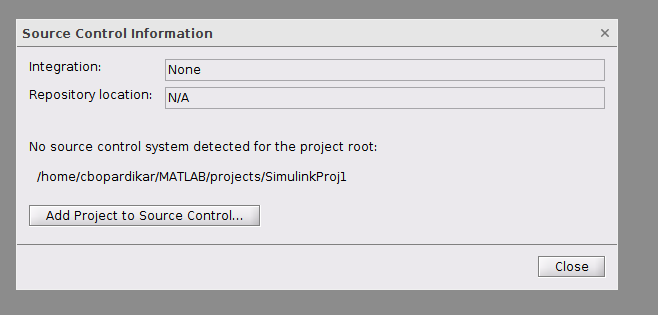 Source Control Information
Integration: None
Repository location: N/A
No source control system detected for the project root:
/home/cbopardikar/MATLAB/projects/SimulinkProj1
Add Project to Source Control...
Close